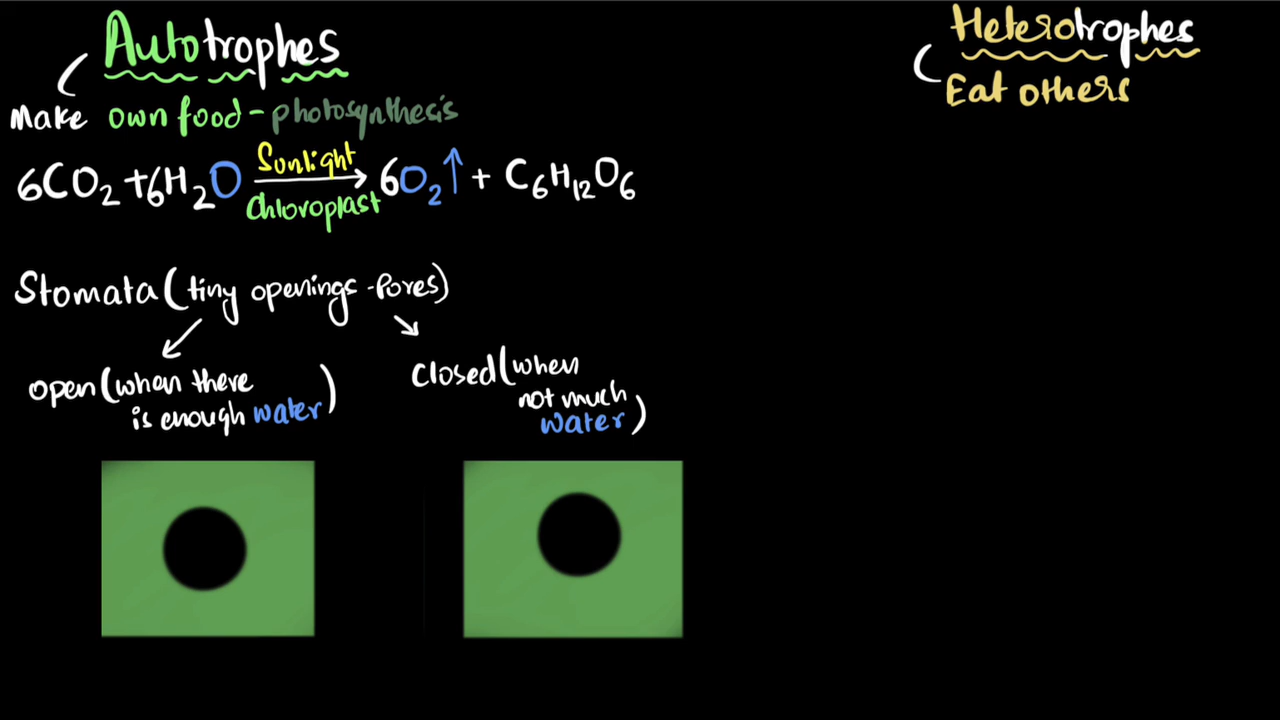 Autotrophes
Make own food - photosynthesis
6CO2 + 6H2O Sunlight Chloroplast 6O2↑ + C6H12O6
Stomata (tiny openings - Pores)
open (when there
is enough water)
Closed (when
not much
water)
Heterotrophes
Eat others